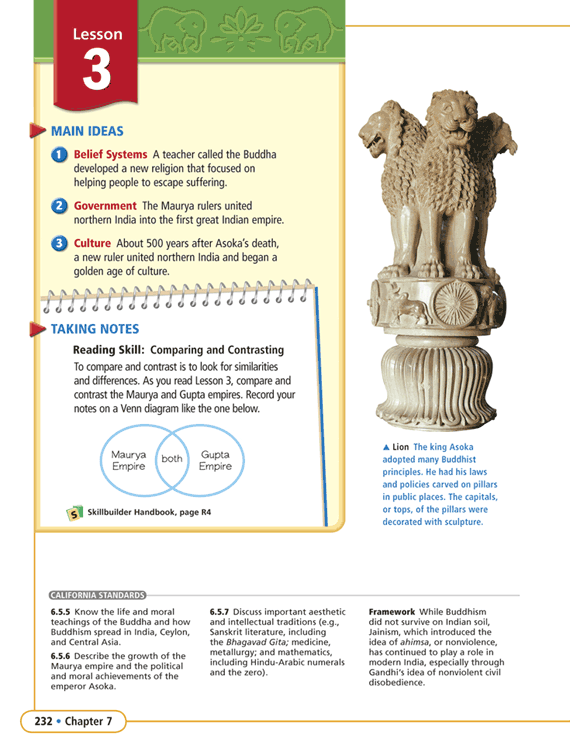 Lesson
3
MAIN IDEAS
1 Belief Systems A teacher called the Buddha
developed a new religion that focused on
helping people to escape suffering.
2 Government The Maurya rulers united
northern India into the first great Indian empire.
3 Culture About 500 years after Asoka's death,
a new ruler united northern India and began a
golden age of culture.
TAKING NOTES
Reading Skill: Comparing and Contrasting
To compare and contrast is to look for similarities
and differences. As you read Lesson 3, compare and
contrast the Maurya and Gupta empires. Record your
notes on a Venn diagram like the one below.
Maurya
Empire
both
Gupta
Empire
S Skillbuilder Handbook, page R4
▲ Lion The king Asoka
adopted many Buddhist
principles. He had his laws
and policies carved on pillars
in public places. The capitals,
or tops, of the pillars were
decorated with sculpture.
CALIFORNIA STANDARDS
6.5.5 Know the life and moral
teachings of the Buddha and how
Buddhism spread in India, Ceylon,
and Central Asia.
6.5.6 Describe the growth of the
Maurya empire and the political
and moral achievements of the
emperor Asoka.
6.5.7 Discuss important aesthetic
and intellectual traditions (e.g.,
Sanskrit literature, including
the Bhagavad Gita; medicine,
metallurgy; and mathematics,
including Hindu-Arabic numerals
and the zero).
Framework While Buddhism
did not survive on Indian soil,
Jainism, which introduced the
idea of ahimsa, or nonviolence,
has continued to play a role in
modern India, especially through
Gandhi's idea of nonviolent civil
disobedience.
232 • Chapter 7